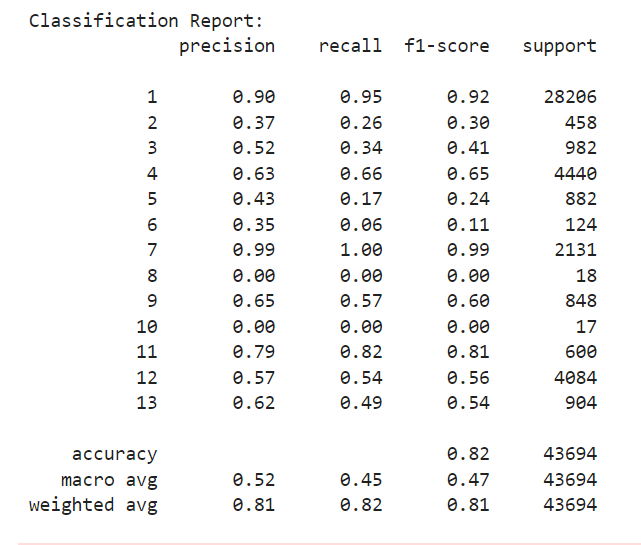 Classification Report:
precision recall f1-score support
1 0.90 0.95 0.92 28206
2 0.37 0.26 0.30 458
3 0.52 0.34 0.41 982
4 0.63 0.66 0.65 4440
5 0.43 0.17 0.24 882
6 0.35 0.06 0.11 124
7 0.99 1.00 0.99 2131
8 0.00 0.00 0.00 18
9 0.65 0.57 0.60 848
10 0.00 0.00 0.00 17
11 0.79 0.82 0.81 600
12 0.57 0.54 0.56 4084
13 0.62 0.49 0.54 904
accuracy 0.82 43694
macro avg 0.52 0.45 0.47 43694
weighted avg 0.81 0.82 0.81 43694